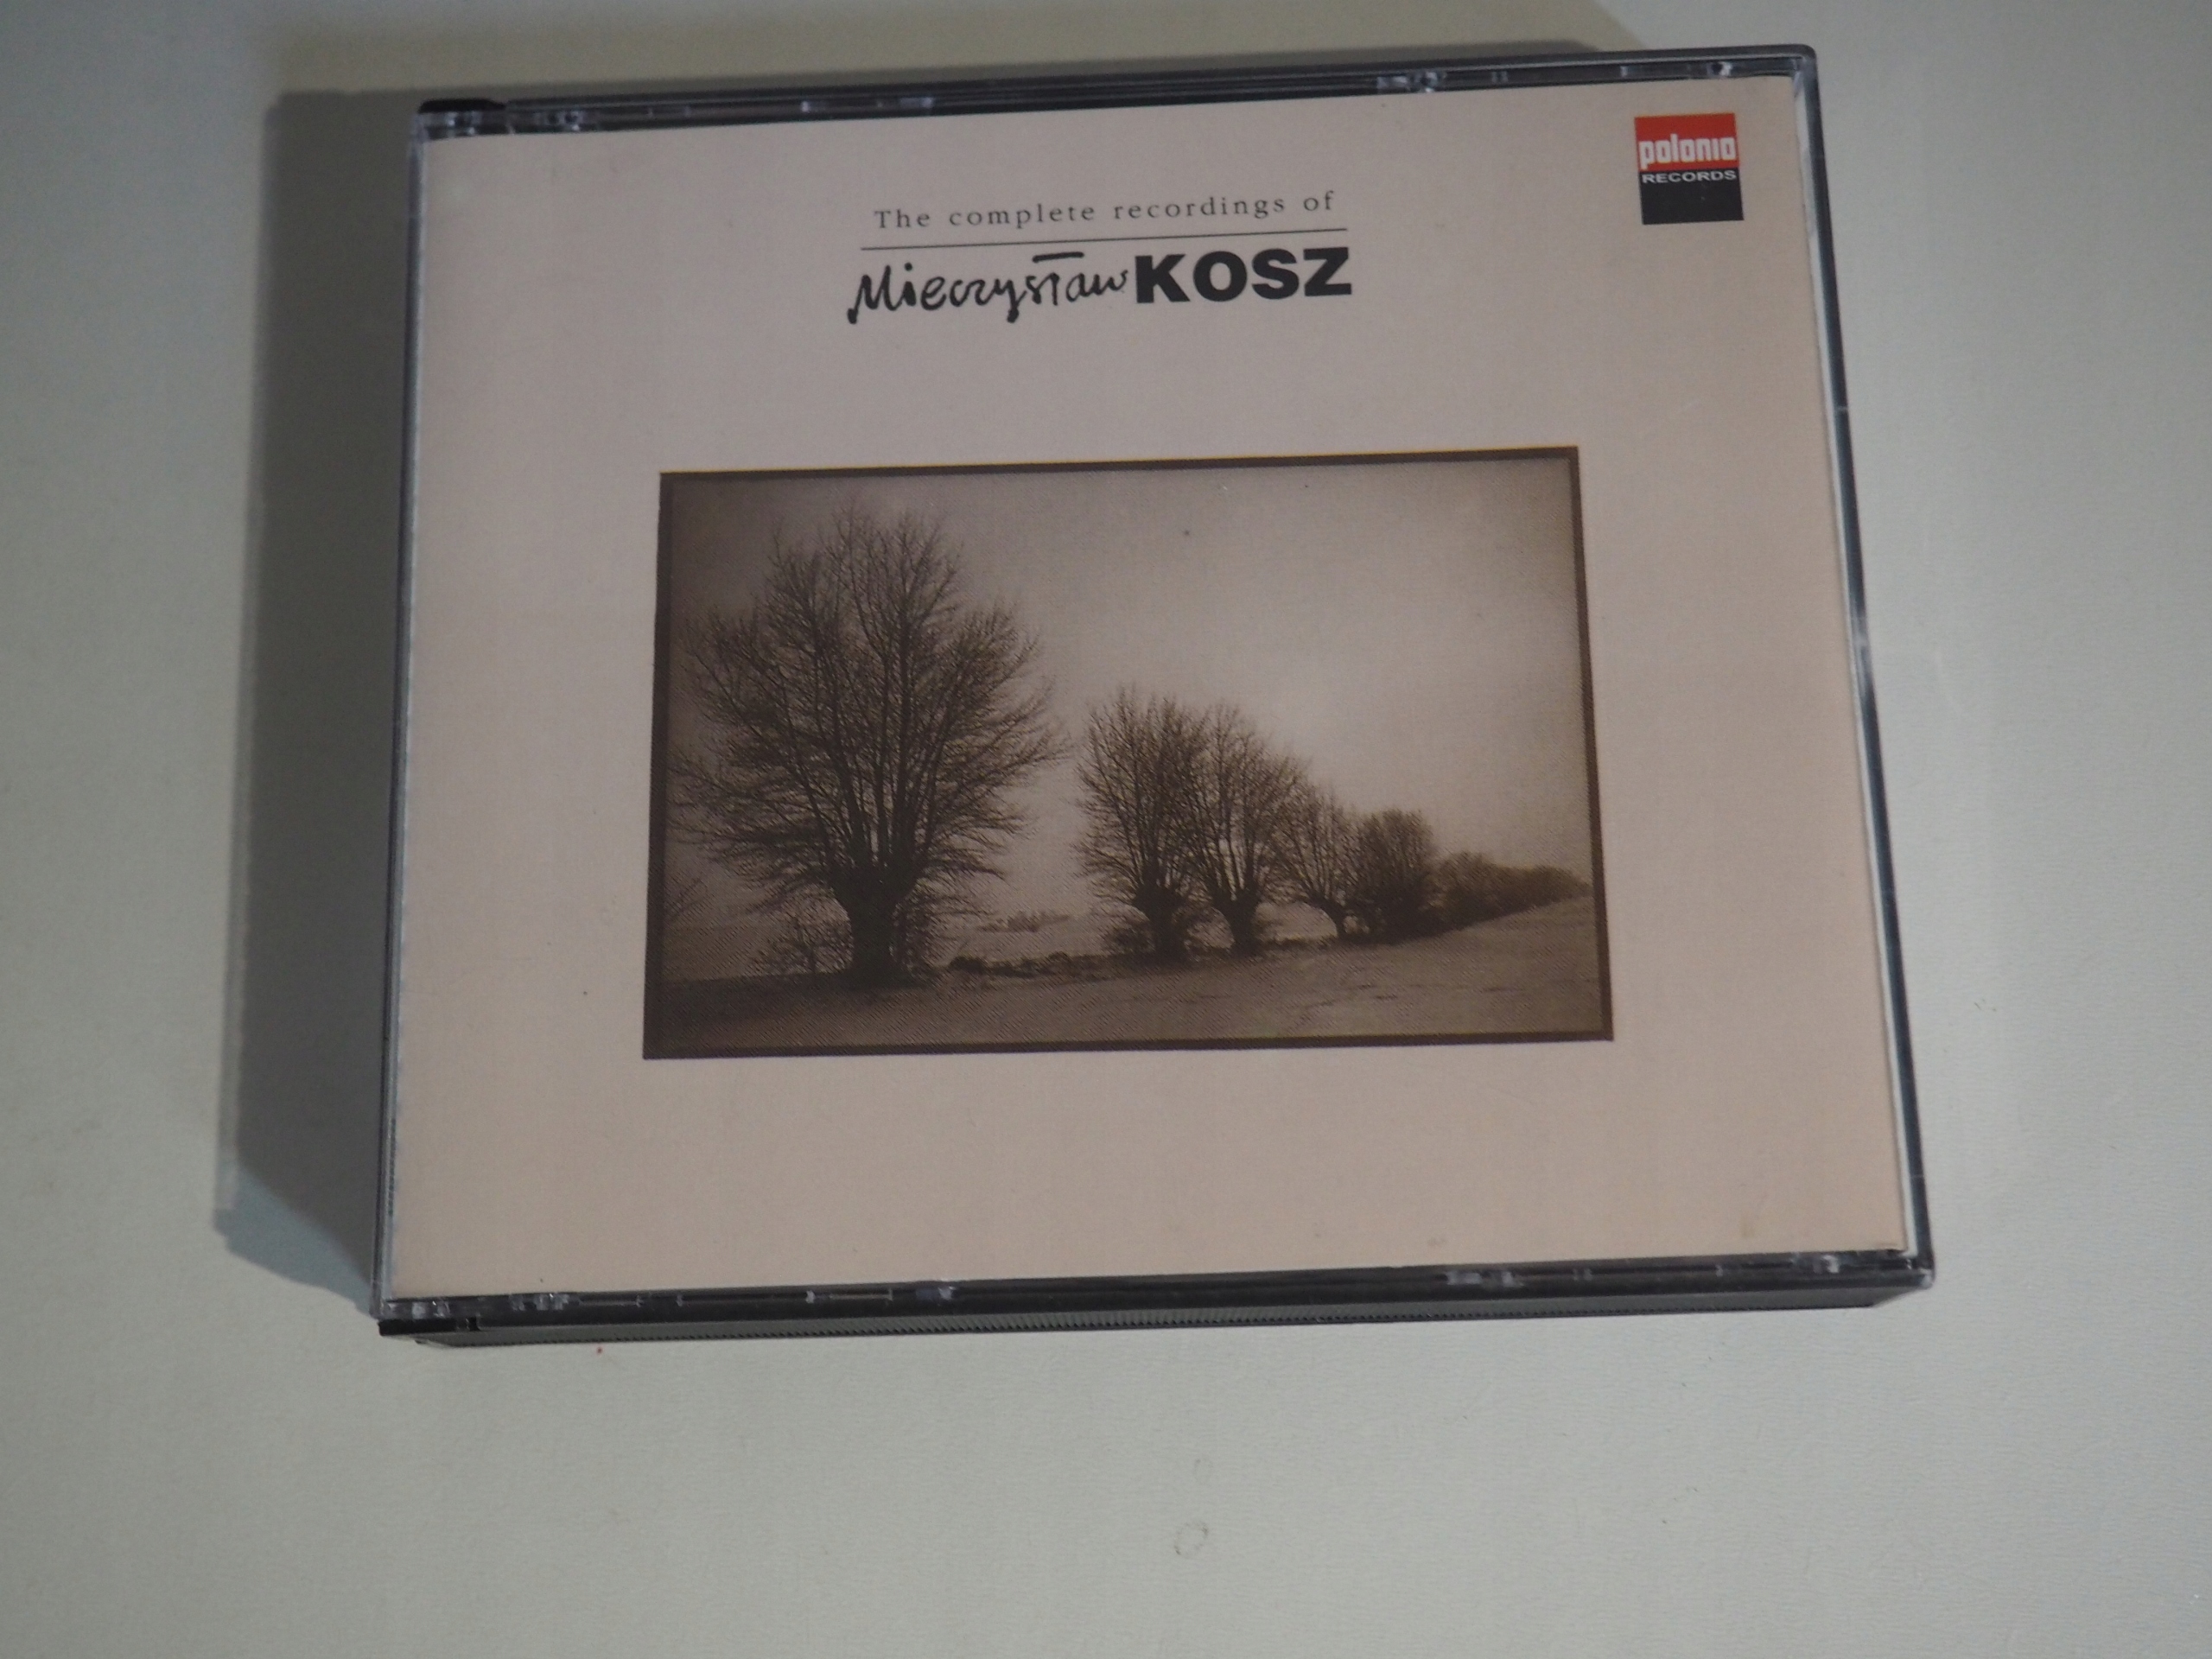 polonia
RECORDS
The complete recordings of
Mieczysław KOSZ